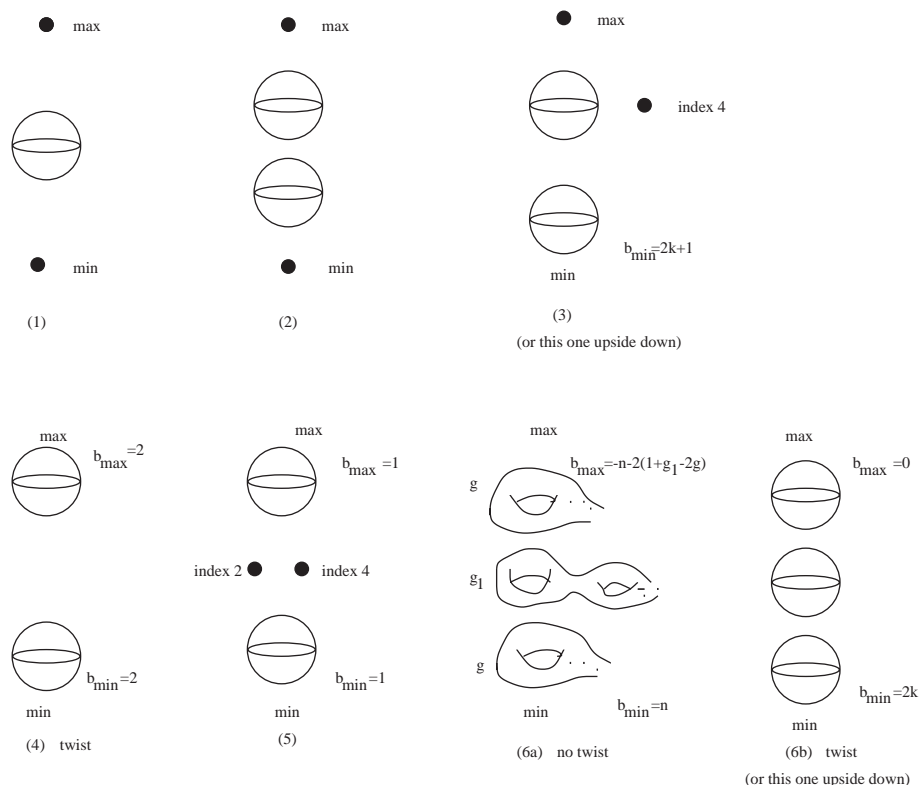 max
min
(1)
max
min
(2)
max
index 4
b_min=2k+1
min
(3)
(or this one upside down)
max
b_max=2
b_min=2
min
(4) twist
max
b_max=1
index 2
index 4
b_min=1
min
(5)
max
b_max=-n-2(1+g_1-2g)
g
g_1
g
min
b_min=n
(6a) no twist
max
b_max=0
b_min=2k
min
(6b) twist
(or this one upside down)